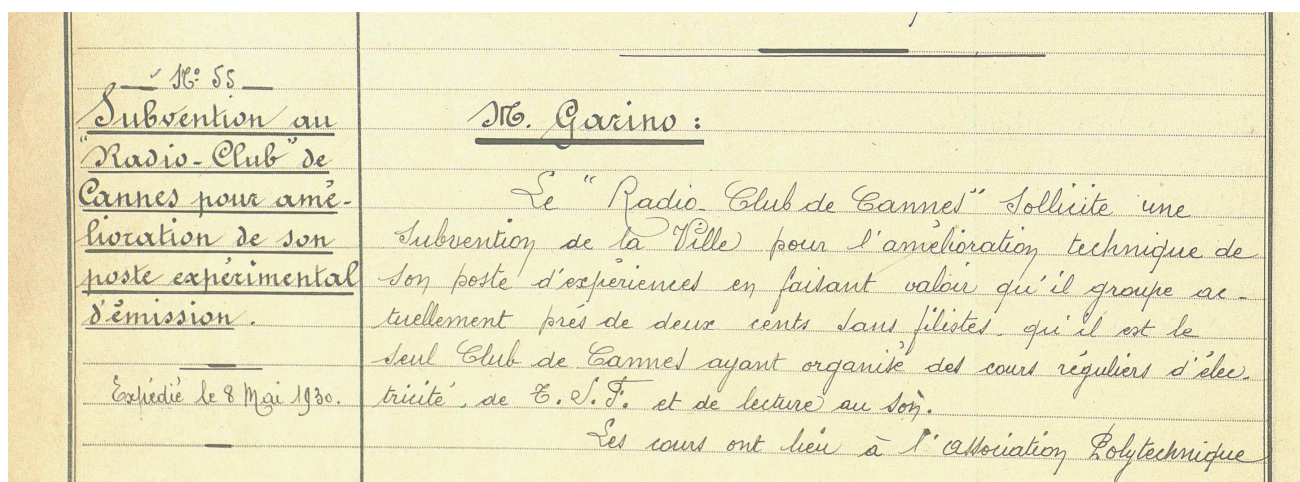 N° 55
Subvention au
"Radio-Club" de
Cannes pour amé-
lioration de son
poste expérimental
d'émission.
Expédié le 8 Mai 1930.
M. Garino :
Le "Radio-Club de Cannes" sollicite une
subvention de la Ville pour l'amélioration technique de
son poste d'expériences en faisant valoir qu'il groupe ac-
tuellement près de deux cents sans filistes, qu'il est le
seul Club de Cannes ayant organisé des cours réguliers d'élec-
tricité, de T.S.F. et de lecture au son.
Les cours ont lieu à l'Association Polytechnique